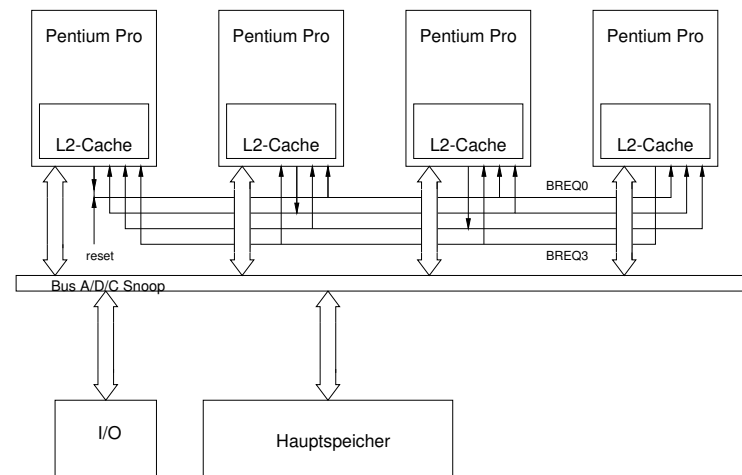 Pentium Pro
Pentium Pro
Pentium Pro
Pentium Pro
L2-Cache
L2-Cache
L2-Cache
L2-Cache
BREQ0
reset
BREQ3
Bus A/D/C Snoop
I/O
Hauptspeicher